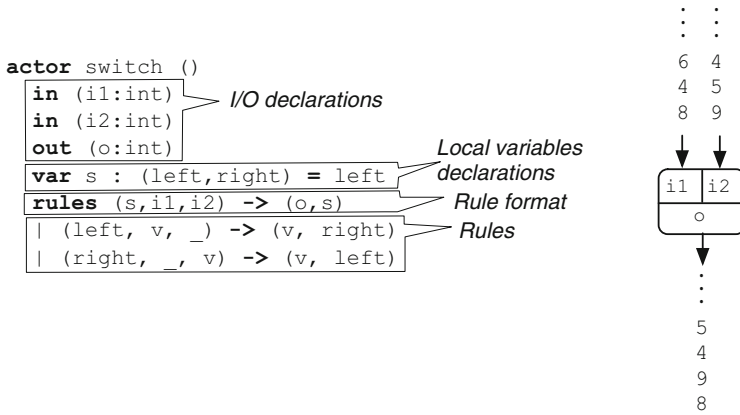 actor switch ()
in (i1:int)
in (i2:int)
out (o:int)
I/O declarations
var s : (left,right) = left
Local variables
declarations
rules (s,i1,i2) -> (o,s)
Rule format
| (left, v, _) -> (v, right)
| (right, _, v) -> (v, left)
Rules
6 4
4 5
8 9
i1 i2
o
5
4
9
8